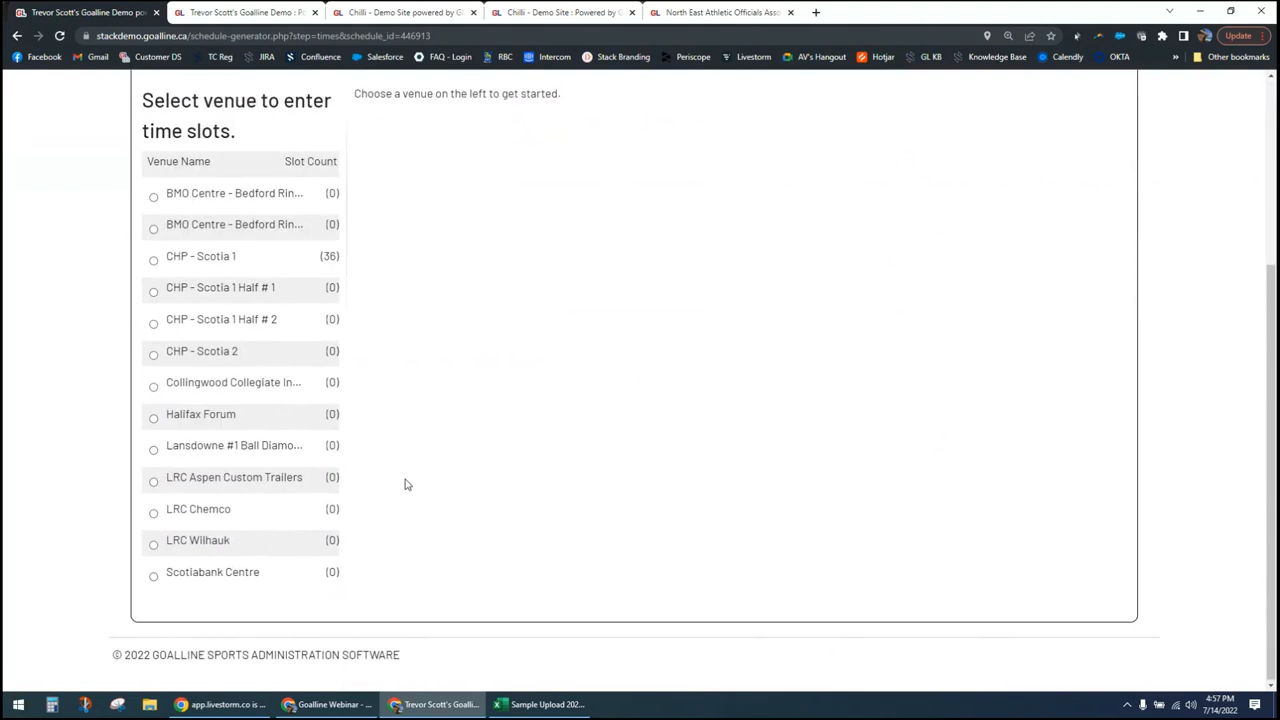 Trevor Scott's Goalline Demo po
Trevor Scott's Goalline Demo : Po
Chilli - Demo Site powered by G
Chilli - Demo Site : Powered by G
North East Athletic Officials Asso
stackdemo.goalline.ca/schedule-generator.php?step=times&schedule_id=446913
Update
Facebook
Gmail
Customer DS
TC Reg
JIRA
Confluence
Salesforce
FAQ - Login
RBC
Intercom
Stack Branding
Periscope
Livestorm
AV's Hangout
Hotjar
GL KB
Knowledge Base
Calendly
OKTA
»
Other bookmarks
Select venue to enter
time slots.
Choose a venue on the left to get started.
Venue Name Slot Count
BMO Centre - Bedford Rin... (0)
BMO Centre - Bedford Rin... (0)
CHP - Scotia 1 (36)
CHP - Scotia 1 Half # 1 (0)
CHP - Scotia 1 Half # 2 (0)
CHP - Scotia 2 (0)
Collingwood Collegiate In... (0)
Halifax Forum (0)
Lansdowne #1 Ball Diamo... (0)
LRC Aspen Custom Trailers (0)
LRC Chemco (0)
LRC Wilhauk (0)
Scotiabank Centre (0)
© 2022 GOALLINE SPORTS ADMINISTRATION SOFTWARE
app.livestorm.co is ...
Goalline Webinar - ...
Trevor Scott's Goalli...
Sample Upload 202...
4:57 PM
7/14/2022